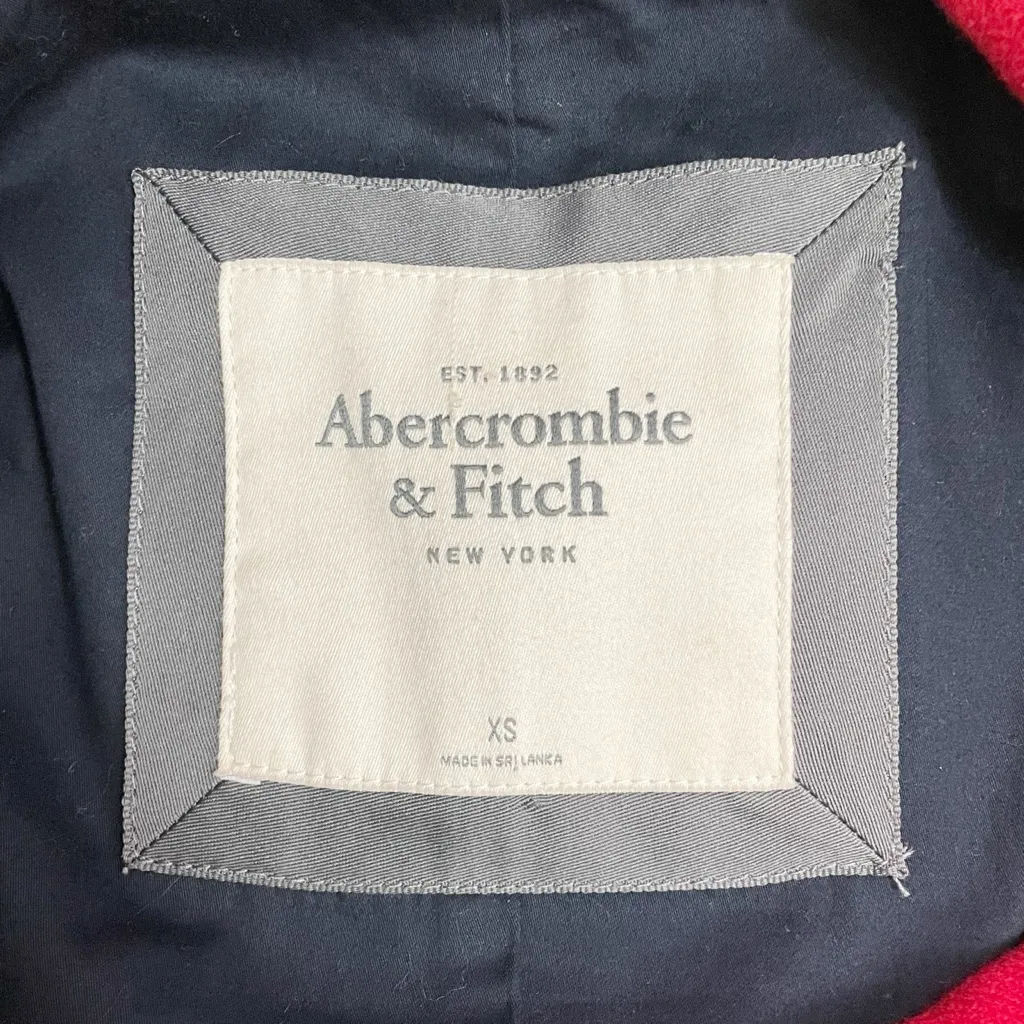 EST. 1892
Abercrombie
& Fitch
NEW YORK
XS
MADE IN SRI LANKA